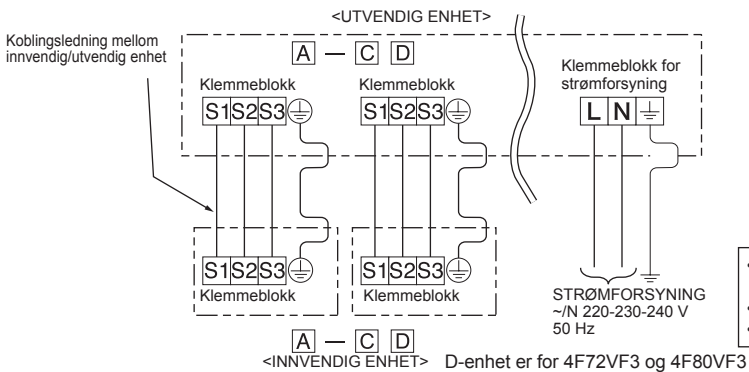 <UTVENDIG ENHET>
Koblingsledning mellom
innvendig/utvendig enhet
A — C D
Klemmeblokk
S1 S2 S3
Klemmeblokk
S1 S2 S3
Klemmeblokk for
strømforsyning
L N
S1 S2 S3
Klemmeblokk
S1 S2 S3
Klemmeblokk
STRØMFORSYNING
~/N 220-230-240 V
50 Hz
A — C D
<INNVENDIG ENHET>
D-enhet er for 4F72VF3 og 4F80VF3